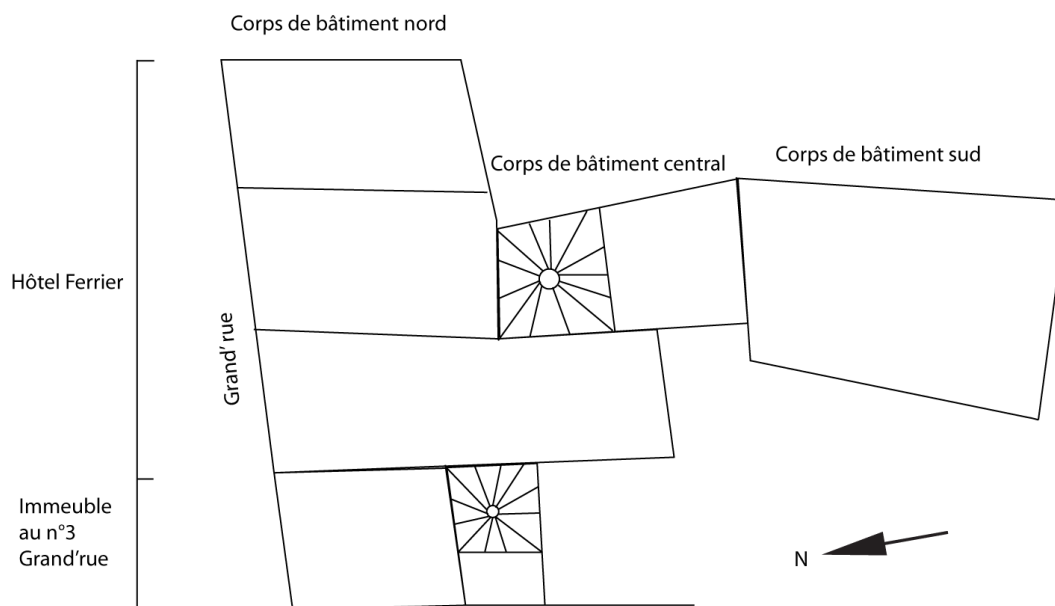 Corps de bâtiment nord
Corps de bâtiment central
Corps de bâtiment sud
Hôtel Ferrier
Grand' rue
Immeuble
au n°3
Grand'rue
N